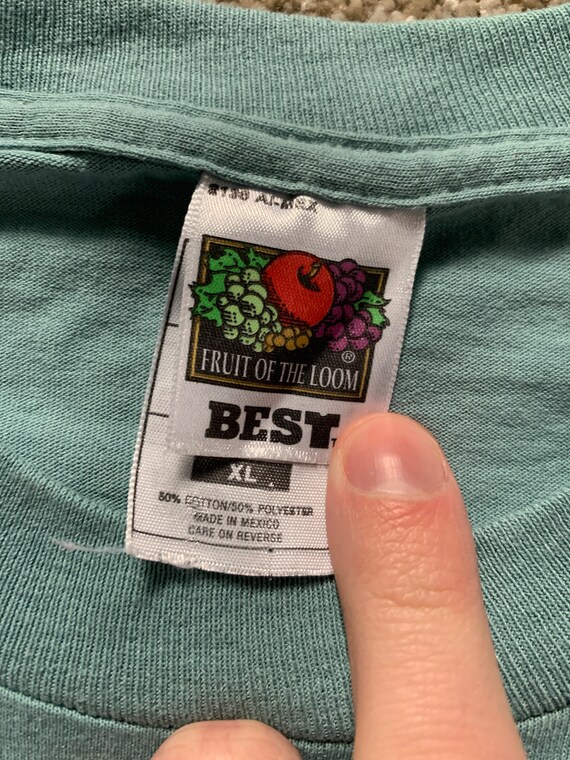 FRUIT OF THE LOOM ®
BEST
XL
50% COTTON/50% POLYESTER
MADE IN MEXICO
CARE ON REVERSE